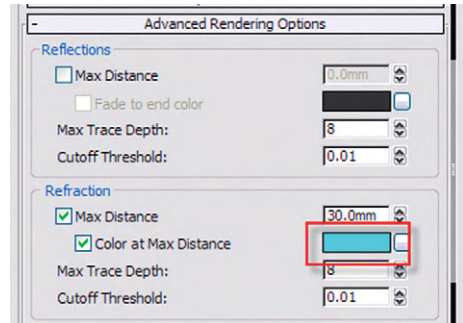 - Advanced Rendering Options
Reflections
Max Distance 0.0mm
Fade to end color
Max Trace Depth: 8
Cutoff Threshold: 0.01
Refraction
Max Distance 30.0mm
Color at Max Distance
Max Trace Depth: 8
Cutoff Threshold: 0.01